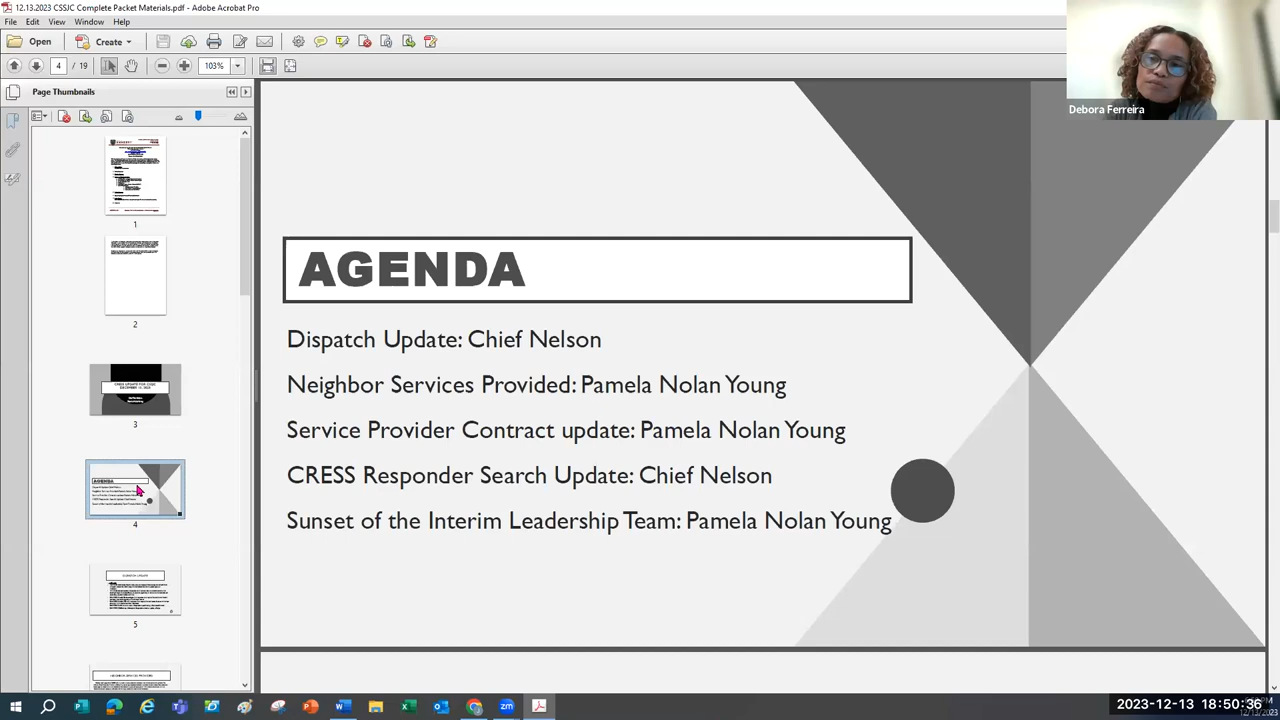 12.13.2023 CSSJC Complete Packet Materials.pdf - Adobe Acrobat Pro
File Edit View Window Help
Open Create
4 / 19 103%
Page Thumbnails
1
2
3
AGENDA
4
5
AGENDA
Dispatch Update: Chief Nelson
Neighbor Services Provided: Pamela Nolan Young
Service Provider Contract update: Pamela Nolan Young
CRESS Responder Search Update: Chief Nelson
Sunset of the Interim Leadership Team: Pamela Nolan Young
Debora Ferreira
2023-12-13 18:50:36